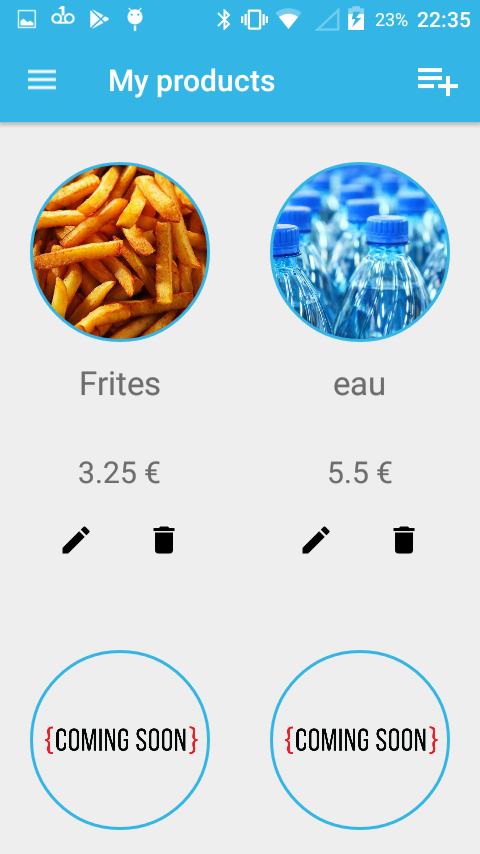 23% 22:35
My products
Frites
eau
3.25 €
5.5 €
{COMING SOON}
{COMING SOON}